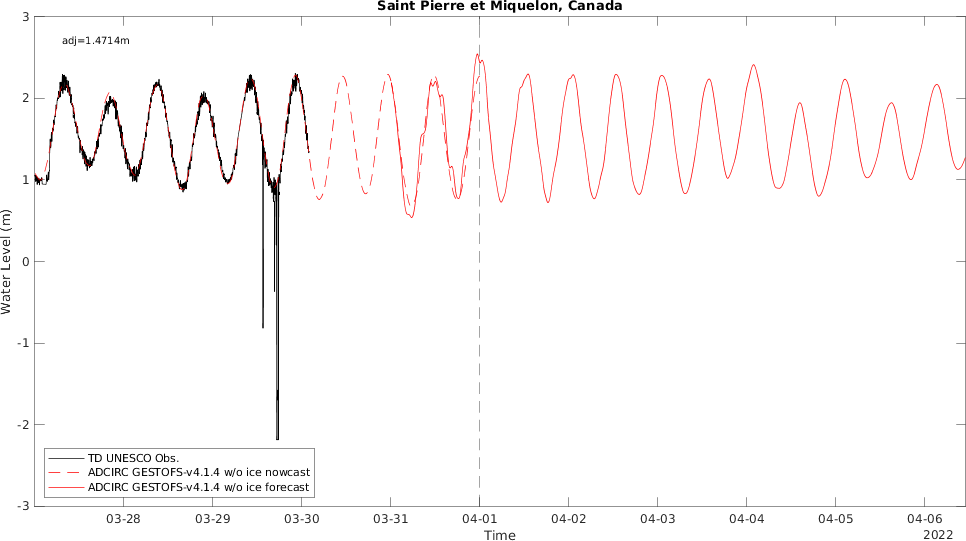 Saint Pierre et Miquelon, Canada
adj=1.4714m
3
2
1
0
-1
-2
-3
Water Level (m)
TD UNESCO Obs.
ADCIRC GESTOFS-v4.1.4 w/o ice nowcast
ADCIRC GESTOFS-v4.1.4 w/o ice forecast
03-28 03-29 03-30 03-31 04-01 04-02 04-03 04-04 04-05 04-06
Time
2022